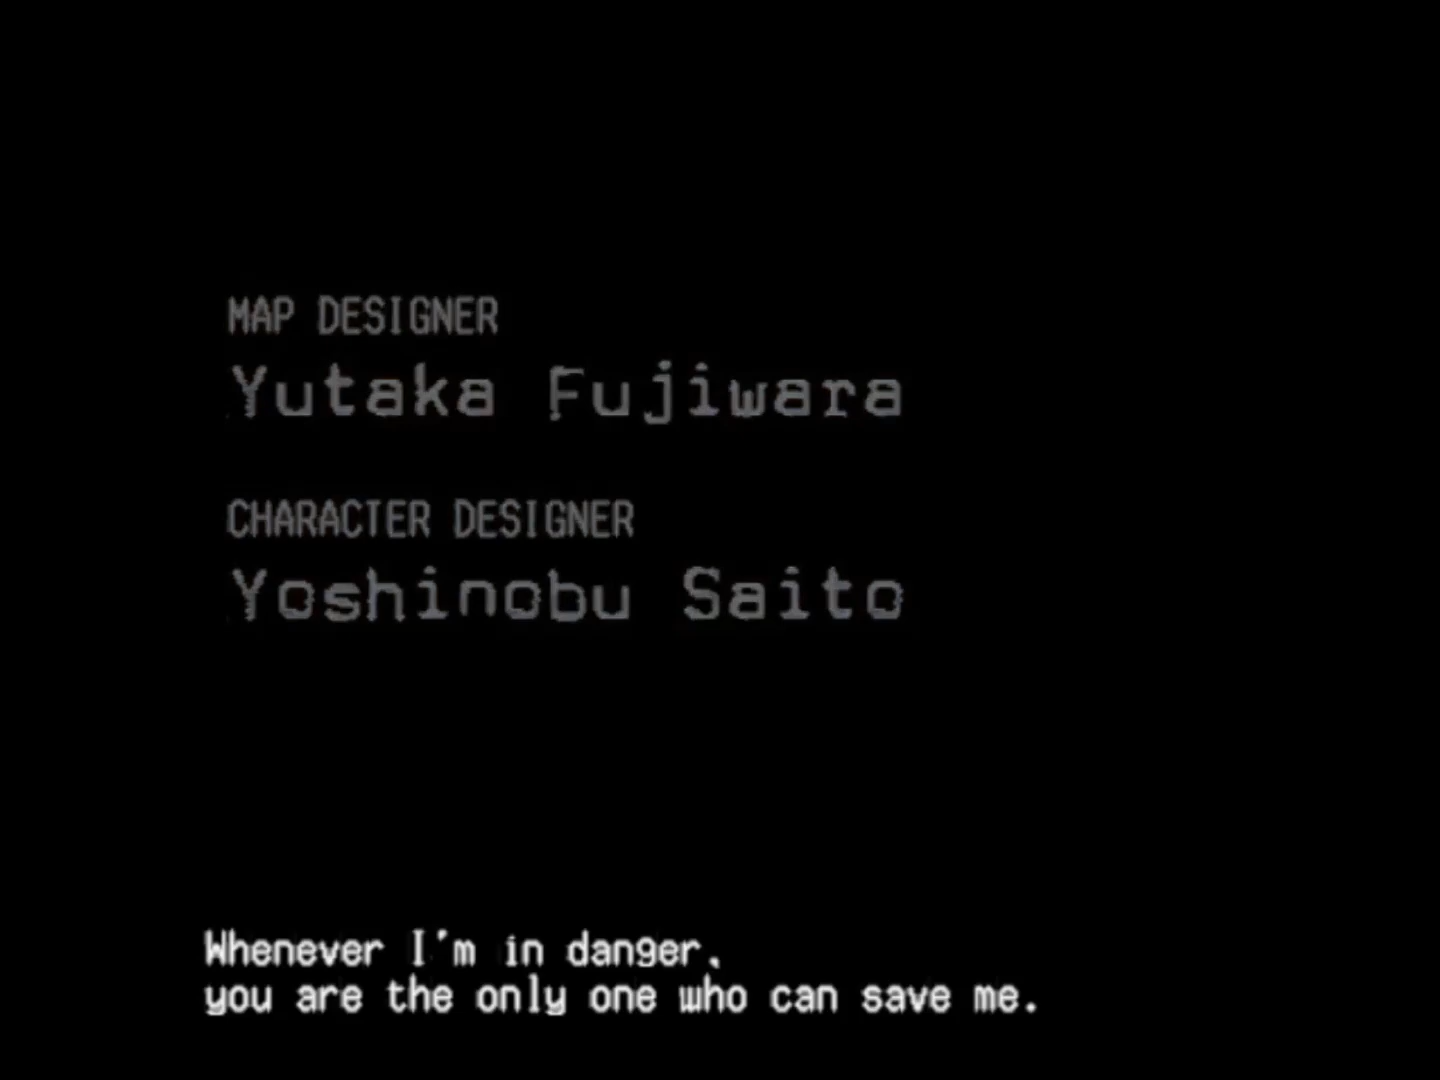 MAP DESIGNER
Yutaka Fujiwara
CHARACTER DESIGNER
Yoshinobu Saito
Whenever I'm in danger,
you are the only one who can save me.